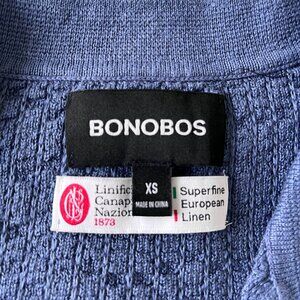 BONOBOS
XS
MADE IN CHINA
Linific
Canap
Nazion
1873
Superfine
European
Linen